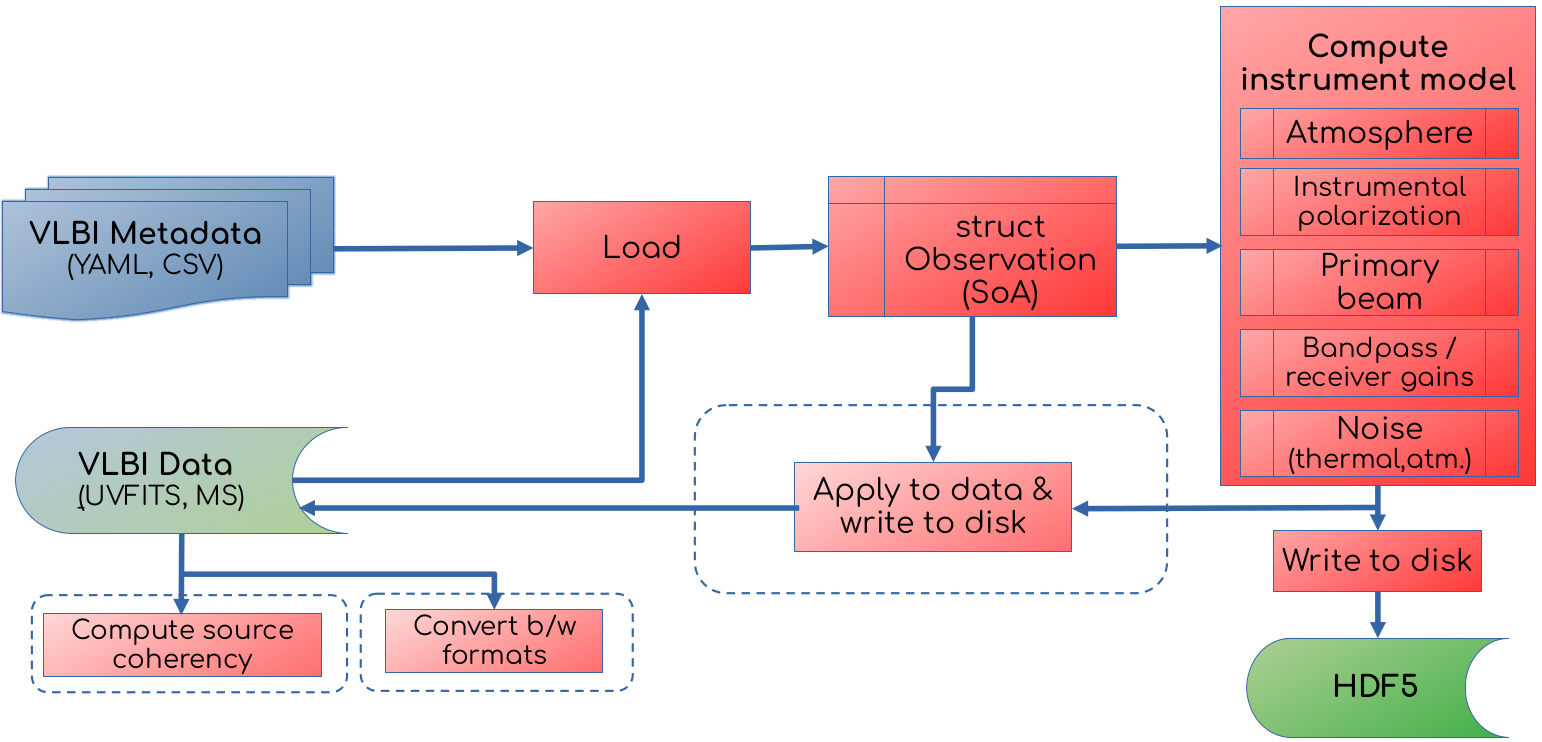 Compute
instrument model
Atmosphere
Instrumental
polarization
Primary
beam
Bandpass /
receiver gains
Noise
(thermal,atm.)
VLBI Metadata
(YAML, CSV)
Load
struct
Observation
(SoA)
VLBI Data
(UVFITS, MS)
Apply to data &
write to disk
Write to disk
Compute source
coherency
Convert b/w
formats
HDF5